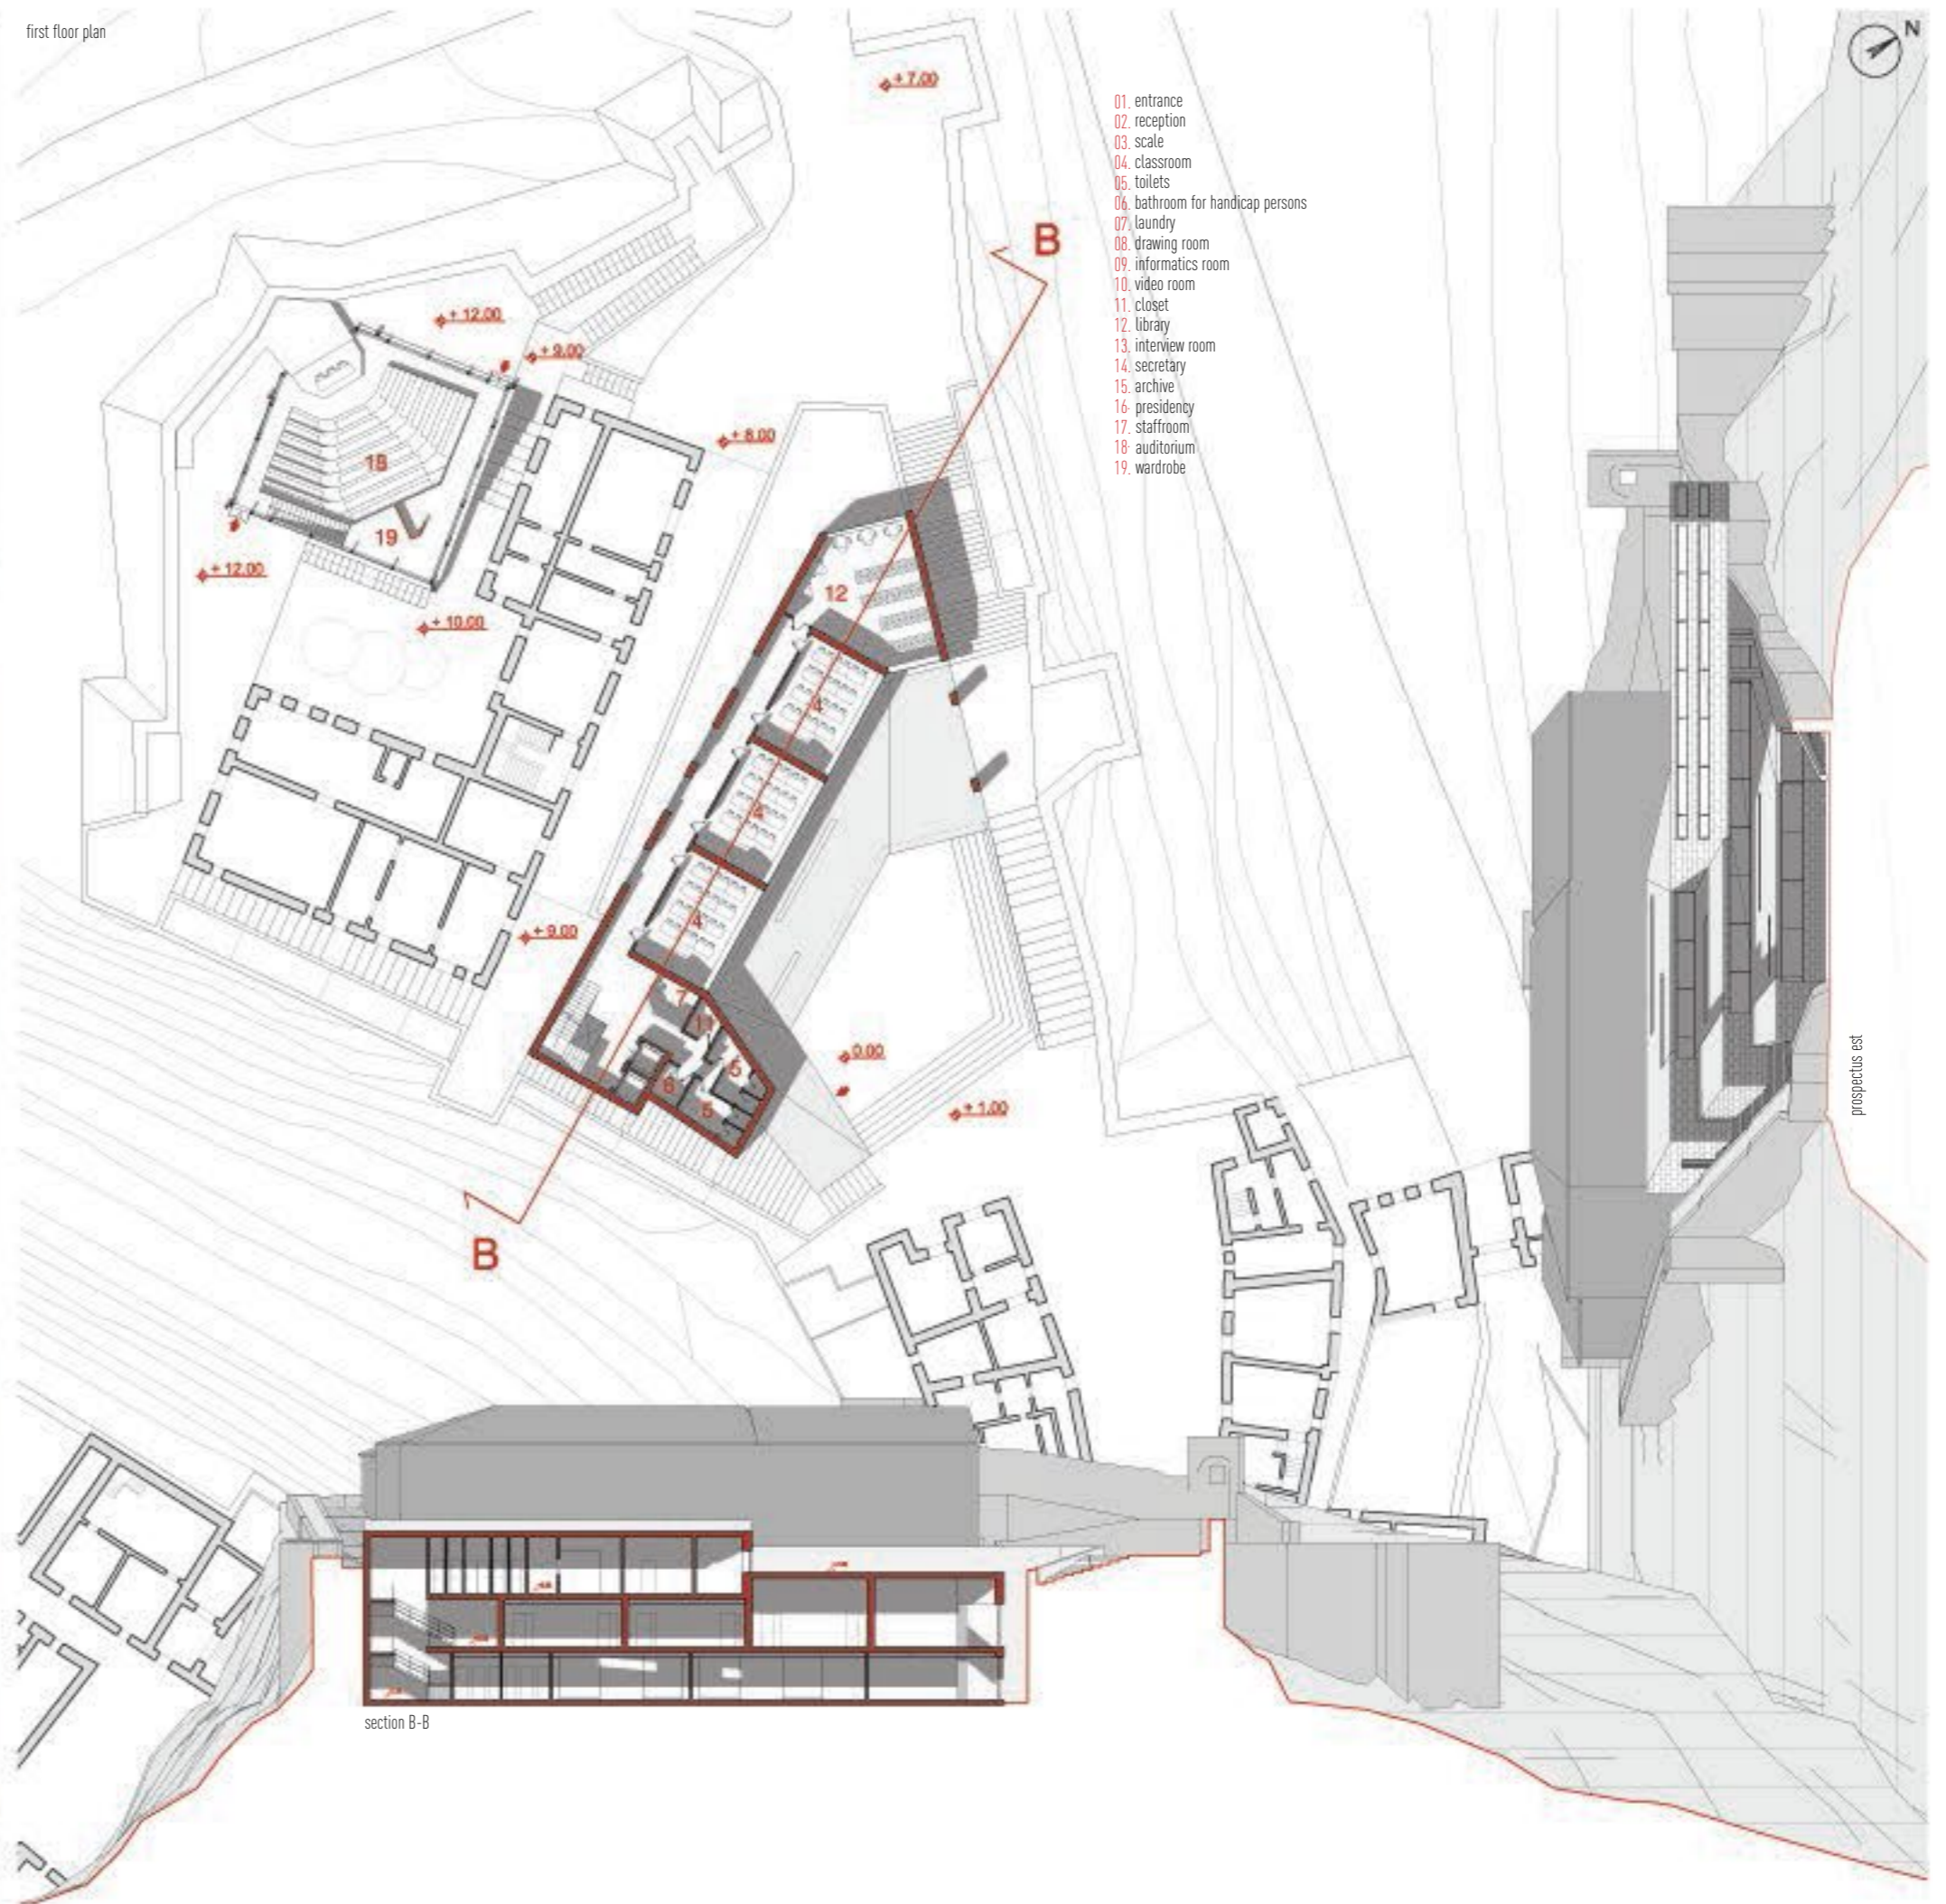 first floor plan
N
+ 7.00
01. entrance
02. reception
03. scale
04. classroom
05. toilets
06. bathroom for handicap persons
07. laundry
08. drawing room
09. informatics room
10. video room
11. closet
12. library
13. interview room
14. secretary
15. archive
16. presidency
17. staffroom
18. auditorium
19. wardrobe
B
+ 12.00
+ 9.00
+ 8.00
18
19
+ 12.00
+ 10.00
12
4
4
4
+ 9.00
7
11
5
6
5
0.00
+ 1.00
B
prospectus est
section B-B